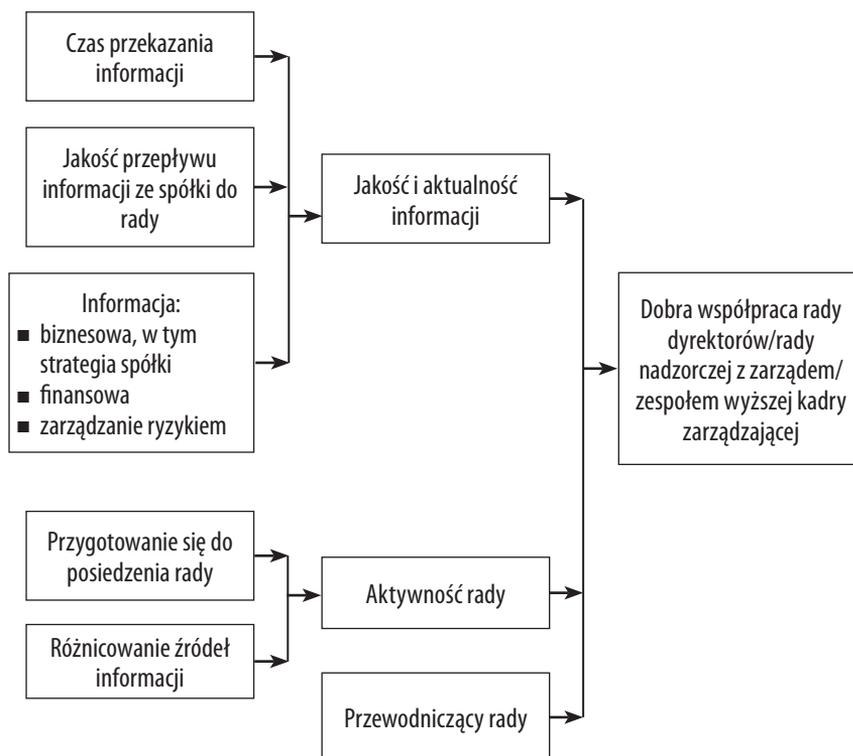 Czas przekazania
informacji
Jakość przepływu
informacji ze spółki do
rady
Informacja:
■ biznesowa, w tym
strategia spółki
■ finansowa
■ zarządzanie ryzykiem
Jakość i aktualność
informacji
Dobra współpraca rady
dyrektorów/rady
nadzorczej z zarządem/
zespołem wyższej kadry
zarządzającej
Przygotowanie się do
posiedzenia rady
Różnicowanie źródeł
informacji
Aktywność rady
Przewodniczący rady